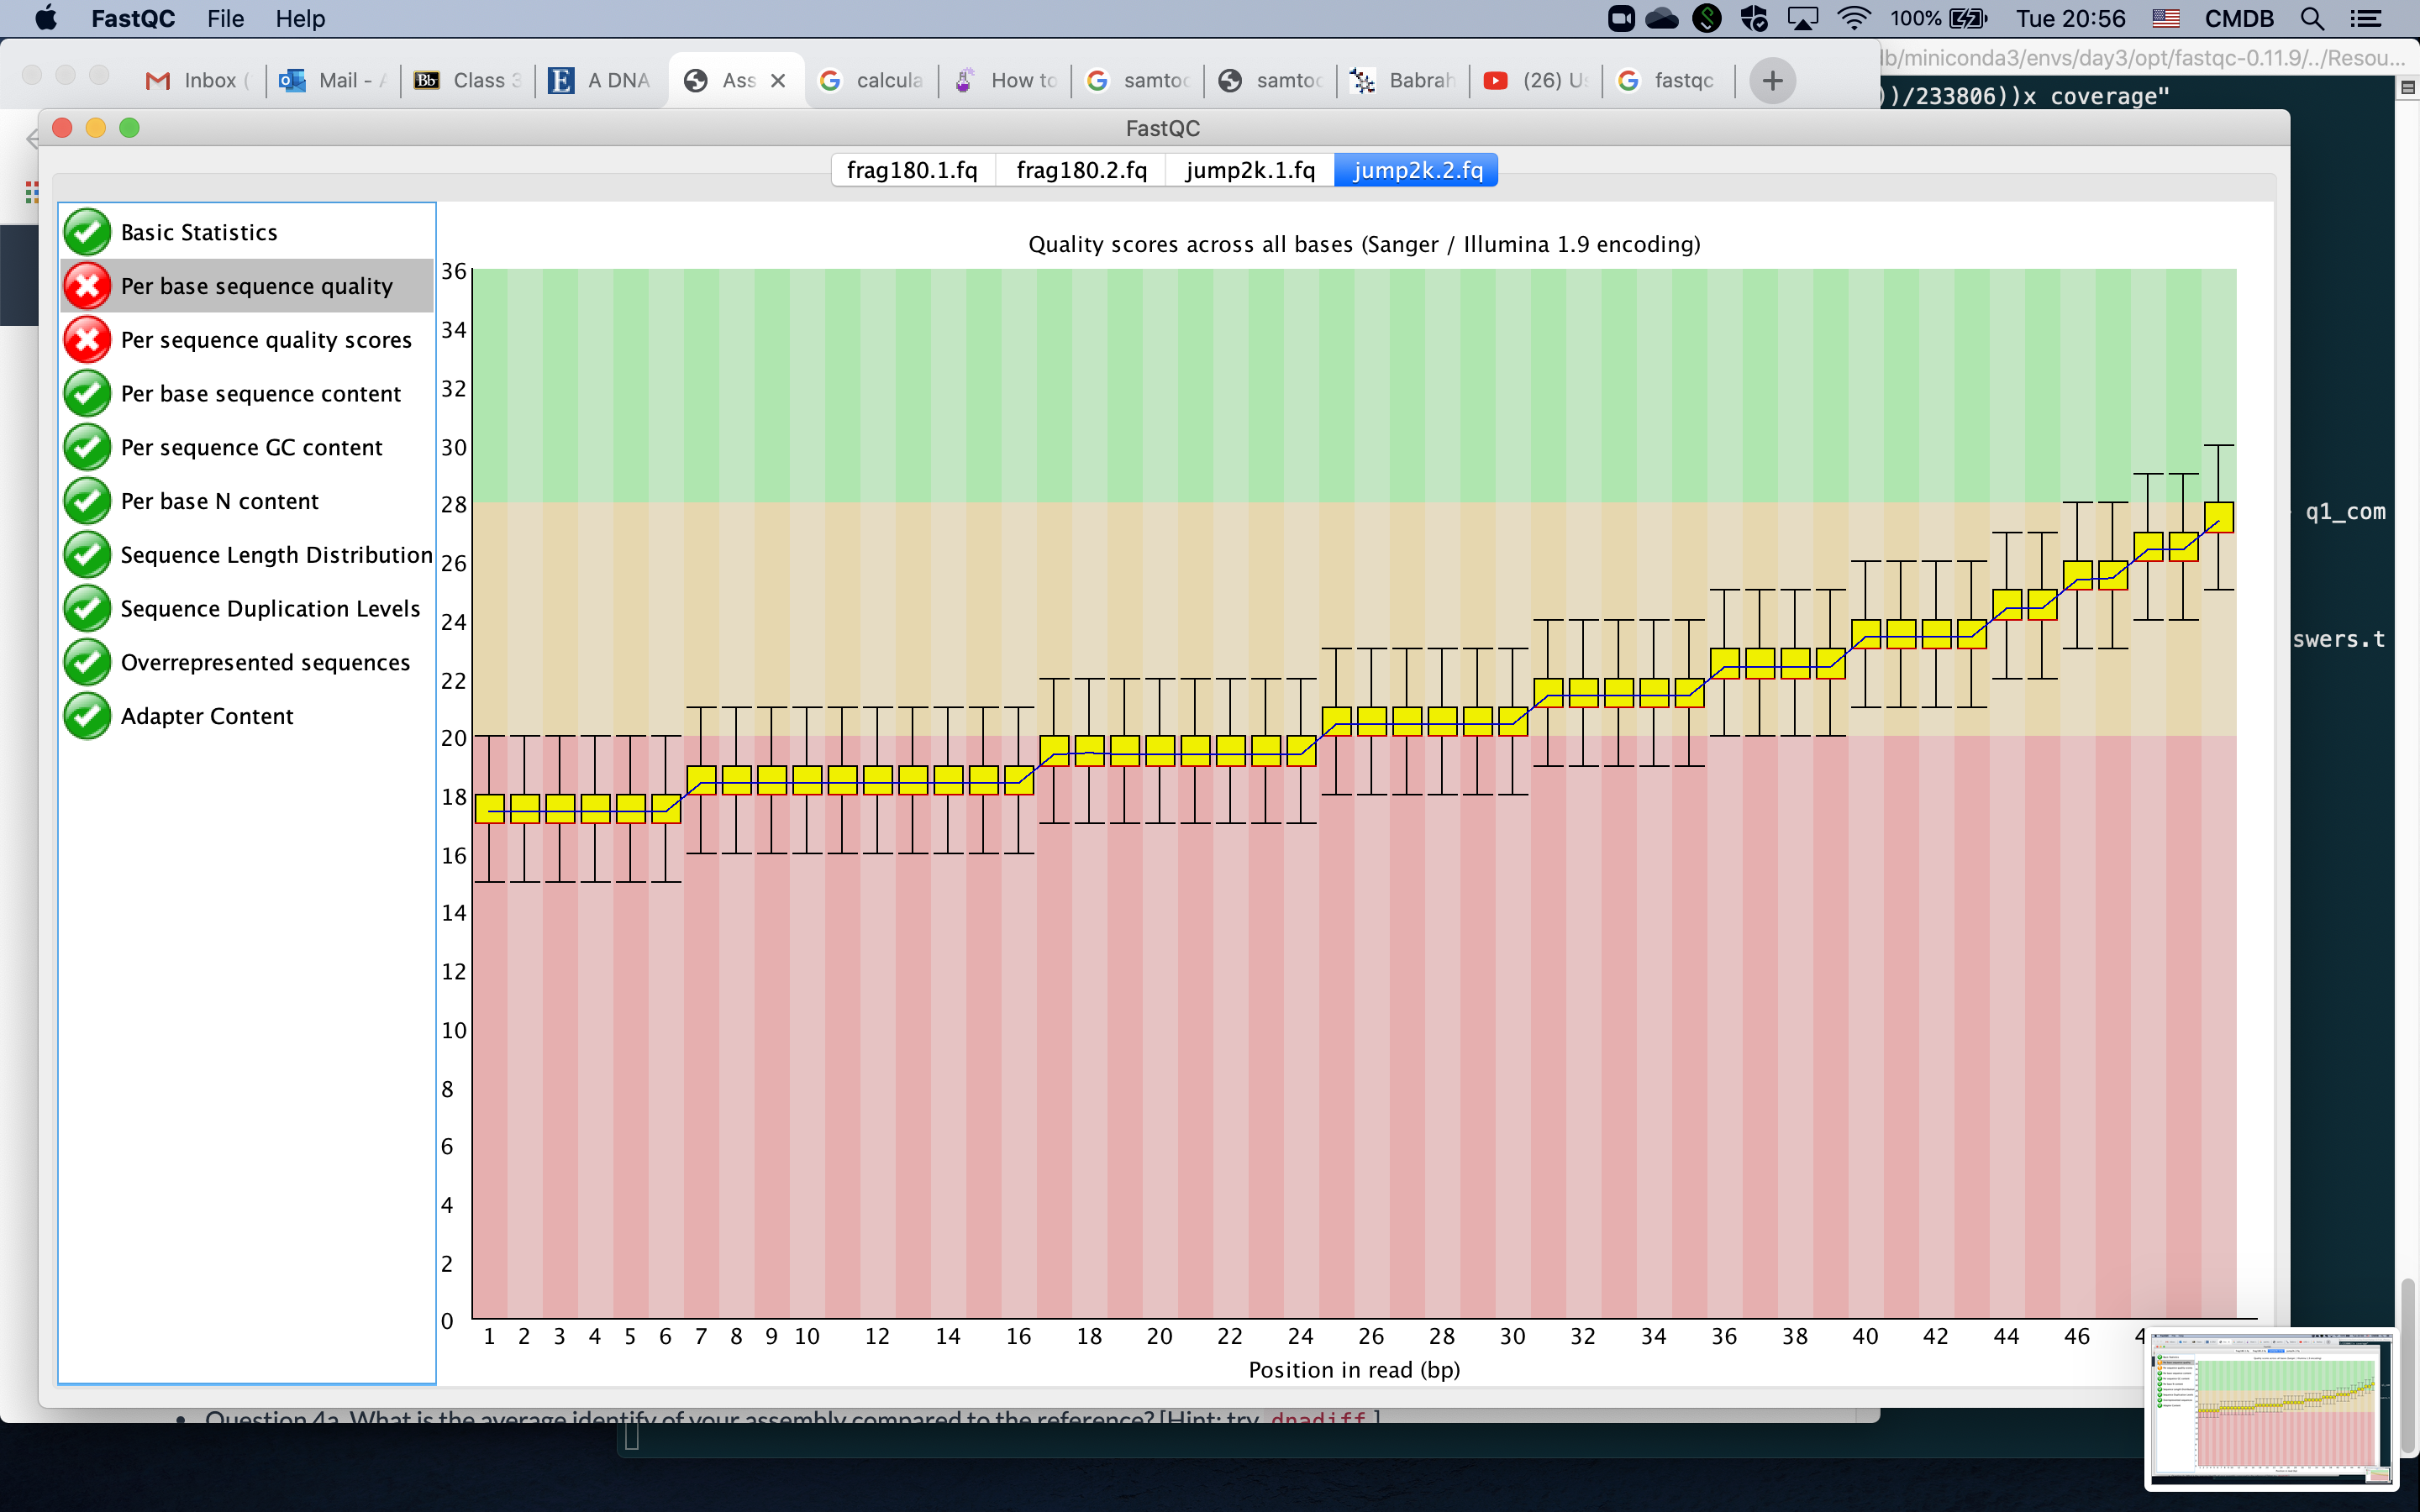 FastQC File Help 100% Tue 20:56 CMDB
lb/miniconda3/envs/day3/opt/fastqc-0.11.9/../Resou...
Inbox ( Mail - Class 3 A DNA Ass calcula How to samtoo samtoo Babrah (26) Us fastqc
))/233806))x coverage"
FastQC
frag180.1.fq frag180.2.fq jump2k.1.fq jump2k.2.fq
Basic Statistics
Per base sequence quality
Per sequence quality scores
Per base sequence content
Per sequence GC content
Per base N content
Sequence Length Distribution
Sequence Duplication Levels
Overrepresented sequences
Adapter Content
Quality scores across all bases (Sanger / Illumina 1.9 encoding)
36
34
32
30
28
26
24
22
20
18
16
14
12
10
8
6
4
2
0
1 2 3 4 5 6 7 8 9 10 12 14 16 18 20 22 24 26 28 30 32 34 36 38 40 42 44 46
Position in read (bp)
q1_com
swers.t
Question 4a. What is the average identify of your assembly compared to the reference? [Hint: try dnadiff ]